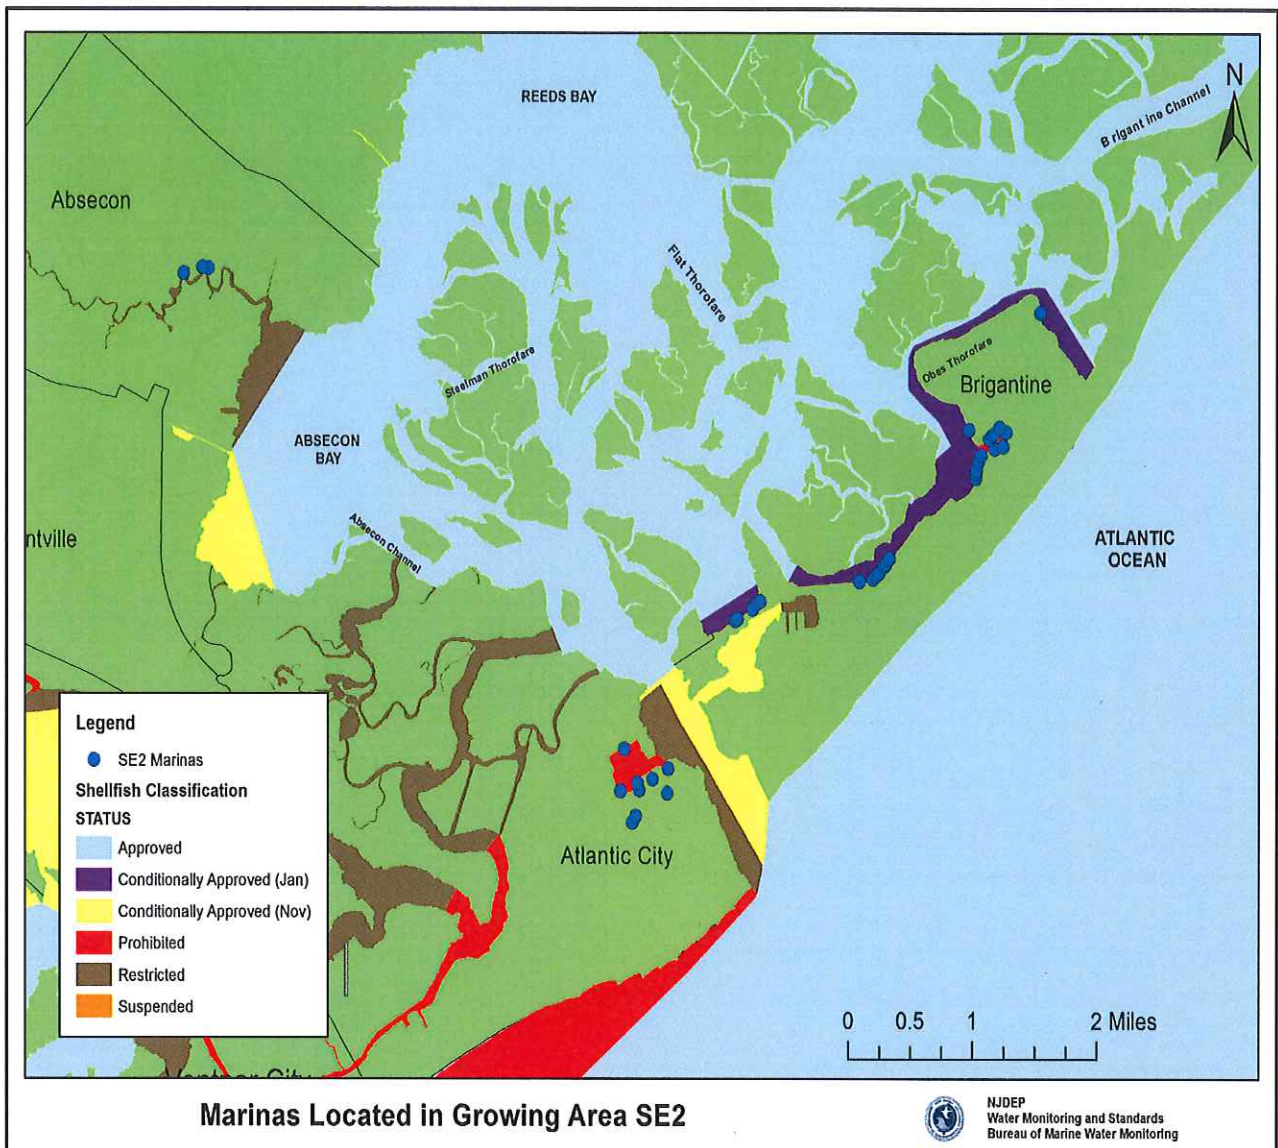 REEDS BAY
Brigantine Channel
N
Absecon
Flat Thorofare
Steelman Thorofare
Obes Thorofare
Brigantine
ABSECON
BAY
Absecon Channel
ntville
ATLANTIC
OCEAN
Legend
SE2 Marinas
Shellfish Classification
STATUS
Approved
Conditionally Approved (Jan)
Conditionally Approved (Nov)
Prohibited
Restricted
Suspended
Atlantic City
0 0.5 1 2 Miles
Ventnor City
Marinas Located in Growing Area SE2
NJDEP
Water Monitoring and Standards
Bureau of Marine Water Monitoring